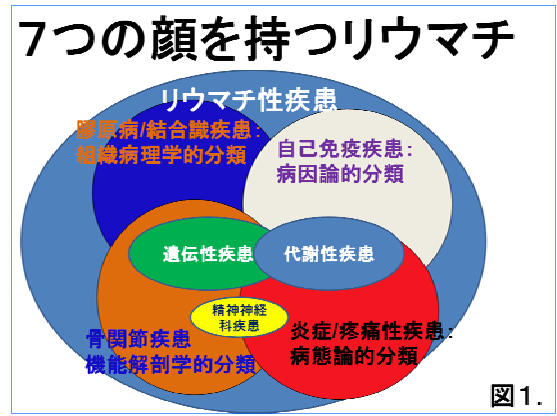 ７つの顔を持つリウマチ
リウマチ性疾患
膠原病/結合識疾患：
組織病理学的分類
自己免疫疾患：
病因論的分類
遺伝性疾患
代謝性疾患
精神神経
科疾患
骨関節疾患
機能解剖学的分類
炎症/疼痛性疾患：
病態論的分類
図１.